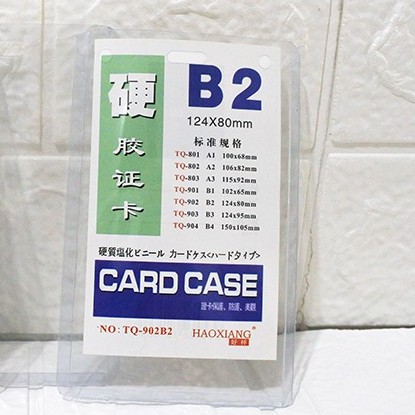 硬
胶
证
卡
B2
124X80mm
标准规格
TQ-801 A1 100x68mm
TQ-802 A2 106x82mm
TQ-803 A3 115x92mm
TQ-901 B1 102x65mm
TQ-902 B2 124x80mm
TQ-903 B3 124x95mm
TQ-904 B4 150x105mm
硬質塩化ビニール カードケス<ハードタイプ>
CARD CASE
NO: TQ-902B2
HAOXIANG®
好样